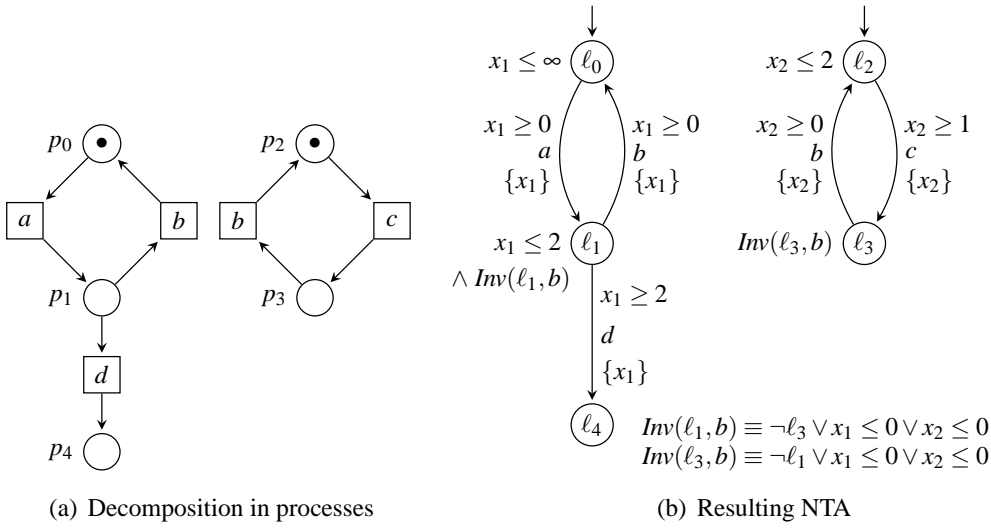 p₀
p₂
a
b
b
c
p₁
p₃
d
p₄
(a) Decomposition in processes
x₁ ≤ ∞
ℓ₀
x₂ ≤ 2
ℓ₂
x₁ ≥ 0
a
{x₁}
x₁ ≥ 0
b
{x₁}
x₂ ≥ 0
b
{x₂}
x₂ ≥ 1
c
{x₂}
x₁ ≤ 2
∧ Inv(ℓ₁,b)
ℓ₁
Inv(ℓ₃,b)
ℓ₃
x₁ ≥ 2
d
{x₁}
ℓ₄
Inv(ℓ₁,b) ≡ ¬ℓ₃ ∨ x₁ ≤ 0 ∨ x₂ ≤ 0
Inv(ℓ₃,b) ≡ ¬ℓ₁ ∨ x₁ ≤ 0 ∨ x₂ ≤ 0
(b) Resulting NTA